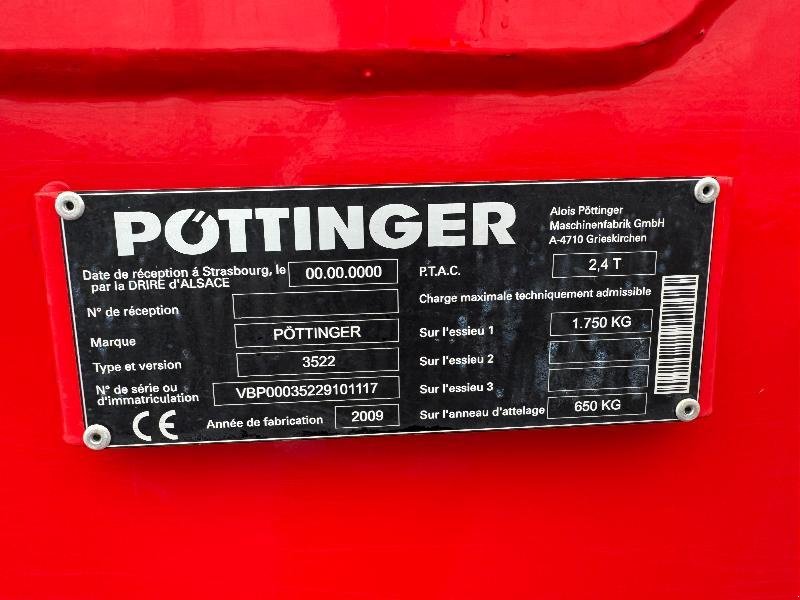 PÖTTINGER
Alois Pöttinger
Maschinenfabrik GmbH
A-4710 Grieskirchen
Date de réception á Strasbourg, le 00.00.0000
par la DRIRE d'ALSACE
N° de réception
Marque PÖTTINGER
Type et version 3522
N° de série ou
d'immatriculation VBP00035229101117
CE Année de fabrication 2009
P.T.A.C. 2,4 T
Charge maximale techniquement admissible
Sur l'essieu 1 1.750 KG
Sur l'essieu 2
Sur l'essieu 3
Sur l'anneau d'attelage 650 KG